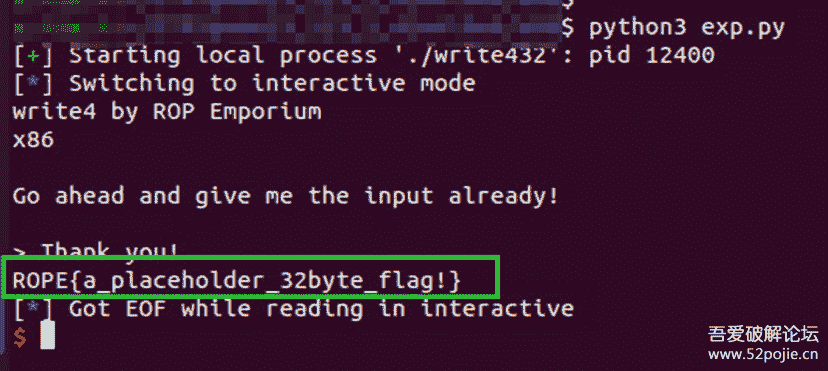 $
$ python3 exp.py
[+] Starting local process './write432': pid 12400
[*] Switching to interactive mode
write4 by ROP Emporium
x86
Go ahead and give me the input already!
> Thank you!
ROPE{a_placeholder_32byte_flag!}
[*] Got EOF while reading in interactive
$
吾爱破解论坛
www.52pojie.cn